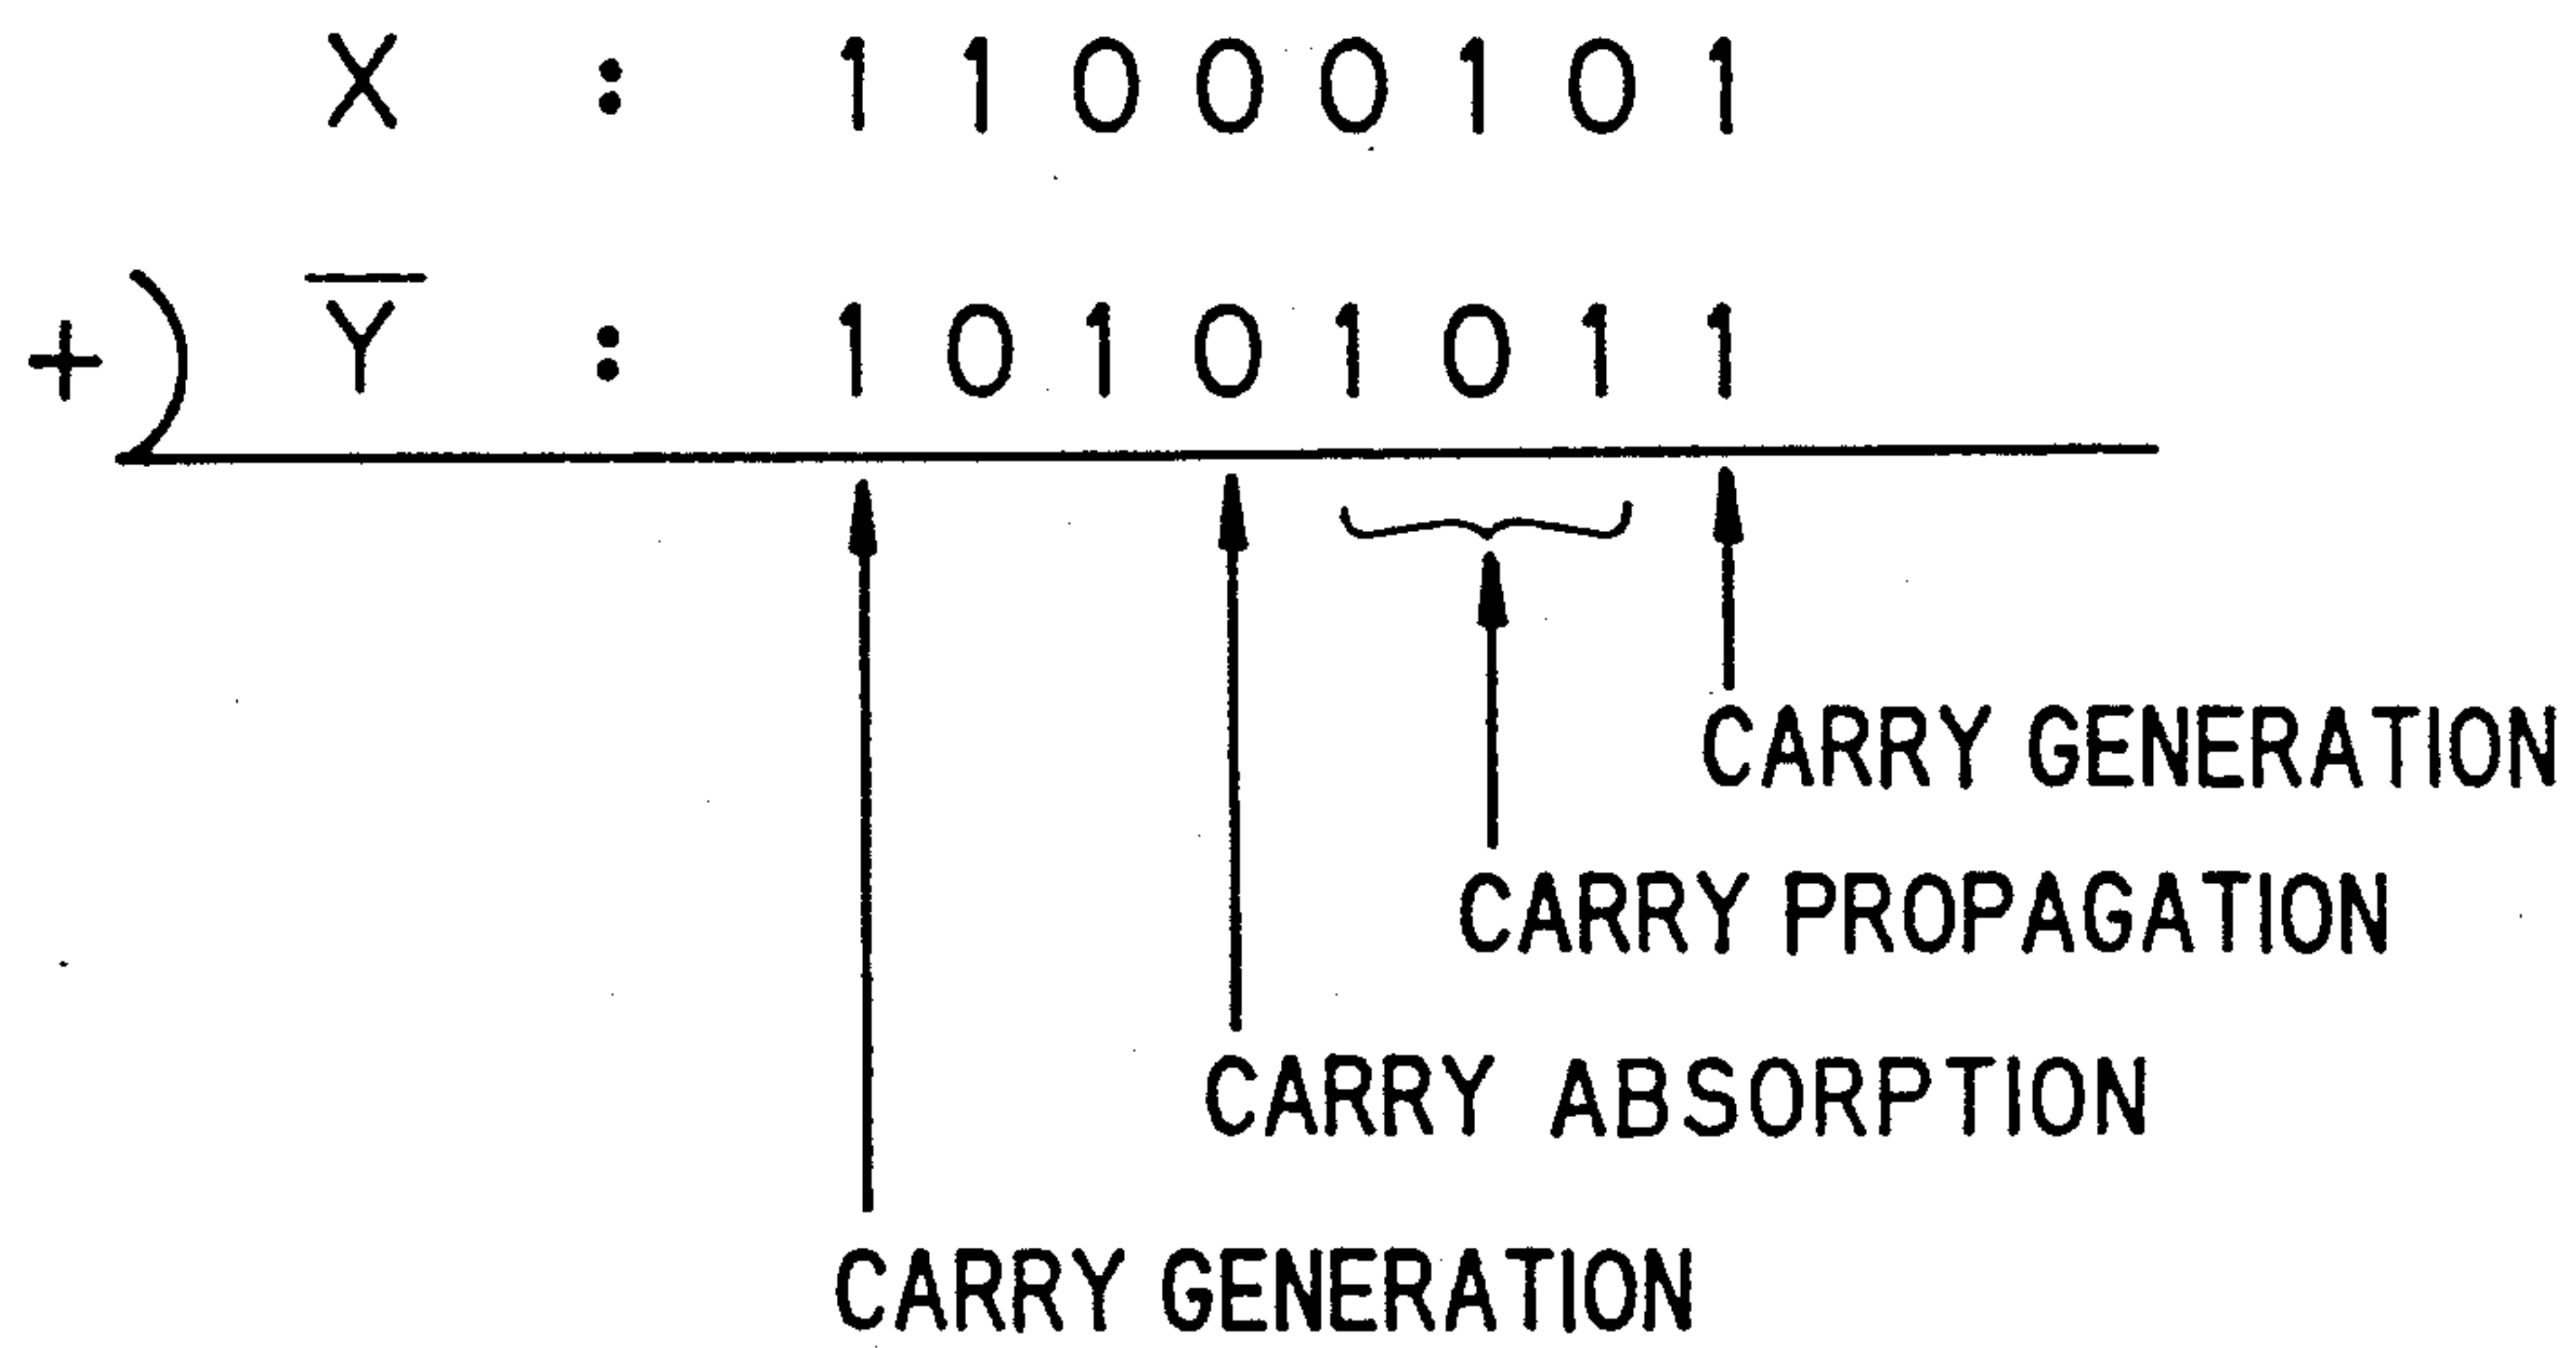 X : 1 1 0 0 0 1 0 1
+) Y̅ : 1 0 1 0 1 0 1 1
CARRY GENERATION
CARRY PROPAGATION
CARRY ABSORPTION
CARRY GENERATION